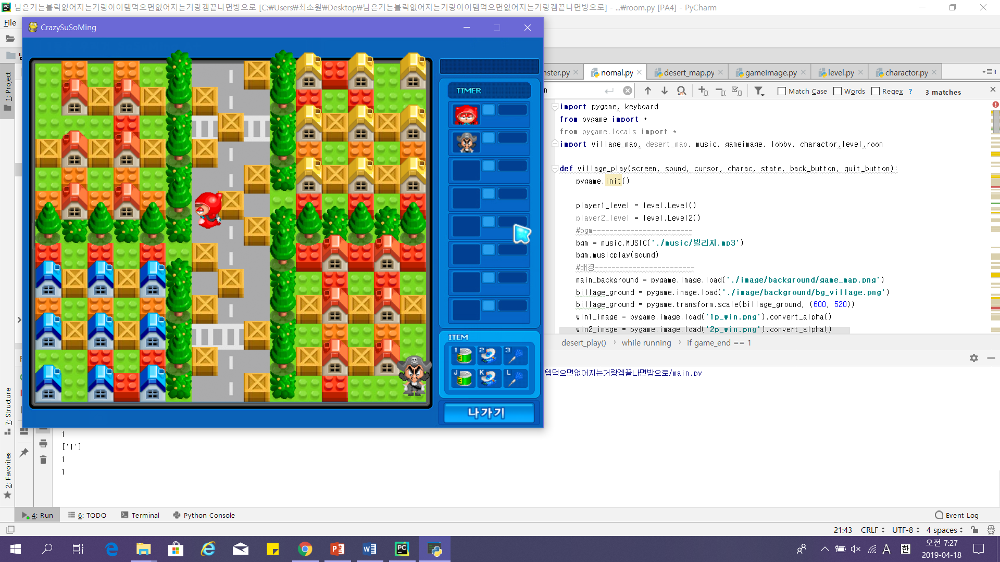 남은거는블럭없어지는거랑아이템먹으면없어지는거랑겜끝나면방으로 [C:\Users\최소원\Desktop\남은거는블럭없어지는거랑아이템먹으면없어지는거랑겜끝나면방으로] - ...\room.py [PA4] - PyCharm
File
CrazySuSoMing
1: Project
nster.py
nomal.py
desert_map.py
gameimage.py
level.py
charactor.py
n
Match Case
Words
Regex
?
3 matches
import pygame, keyboard
from pygame import *
from pygame.locals import *
import village_map, desert_map, music, gameimage, lobby, charactor,level,room
def village_play(screen, sound, cursor, charac, state, back_button, quit_button):
pygame.init()
player1_level = level.Level()
player2_level = level.Level2()
#bgm------------------------
bgm = music.MUSIC('./music/빌리지.mp3')
bgm.musicplay(sound)
#배경------------------------
main_background = pygame.image.load('./image/background/game_map.png')
billage_ground = pygame.image.load('./image/background/bg_village.png')
billage_ground = pygame.transform.scale(billage_ground, (600, 520))
win1_image = pygame.image.load('1p_win.png').convert_alpha()
win2_image = pygame.image.load('2p_win.png').convert_alpha()
desert_play() › while running › if game_end == 1
TIMER
ITEM
1 2 3
J K L
나가기
템먹으면없어지는거랑겜끝나면방으로/main.py
7: Structure
2: Favorites
1
['1']
1
1
4: Run
6: TODO
Terminal
Python Console
Event Log
21:43 CRLF UTF-8 4 spaces
A 한
오전 7:27
2019-04-18